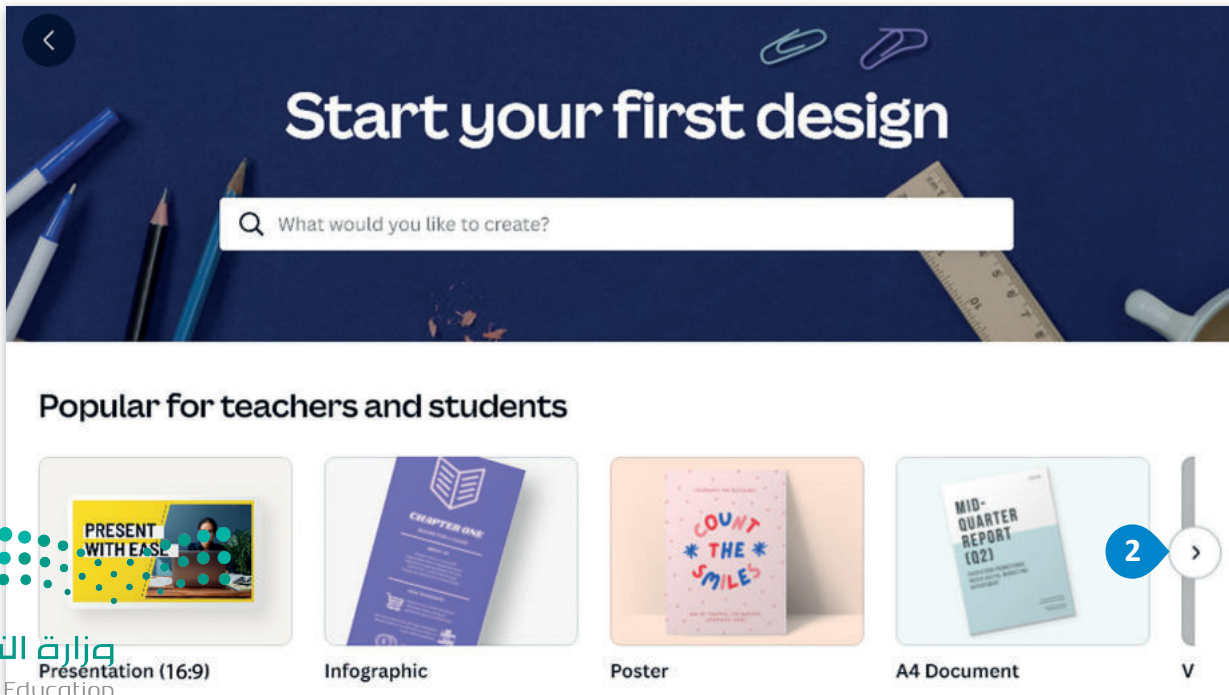 Start your first design
What would you like to create?
Popular for teachers and students
PRESENT
WITH EASE
CHAPTER ONE
COUNT
THE
SMILES
MID-
QUARTER
REPORT
(Q2)
2
Presentation (16:9)
Infographic
Poster
A4 Document
V
وزارة
Education